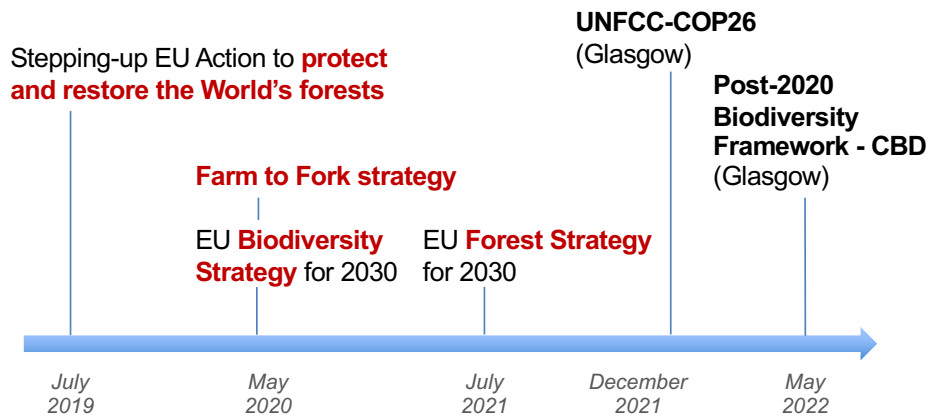 Stepping-up EU Action to protect
and restore the World's forests
Farm to Fork strategy
EU Biodiversity
Strategy for 2030
EU Forest Strategy
for 2030
UNFCC-COP26
(Glasgow)
Post-2020
Biodiversity
Framework - CBD
(Glasgow)
July
2019
May
2020
July
2021
December
2021
May
2022